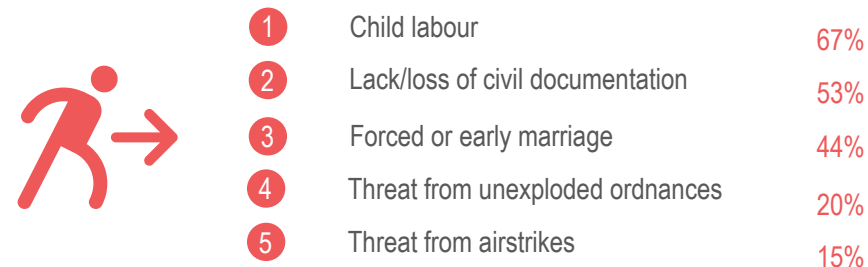 1 Child labour 67%
2 Lack/loss of civil documentation 53%
3 Forced or early marriage 44%
4 Threat from unexploded ordnances 20%
5 Threat from airstrikes 15%